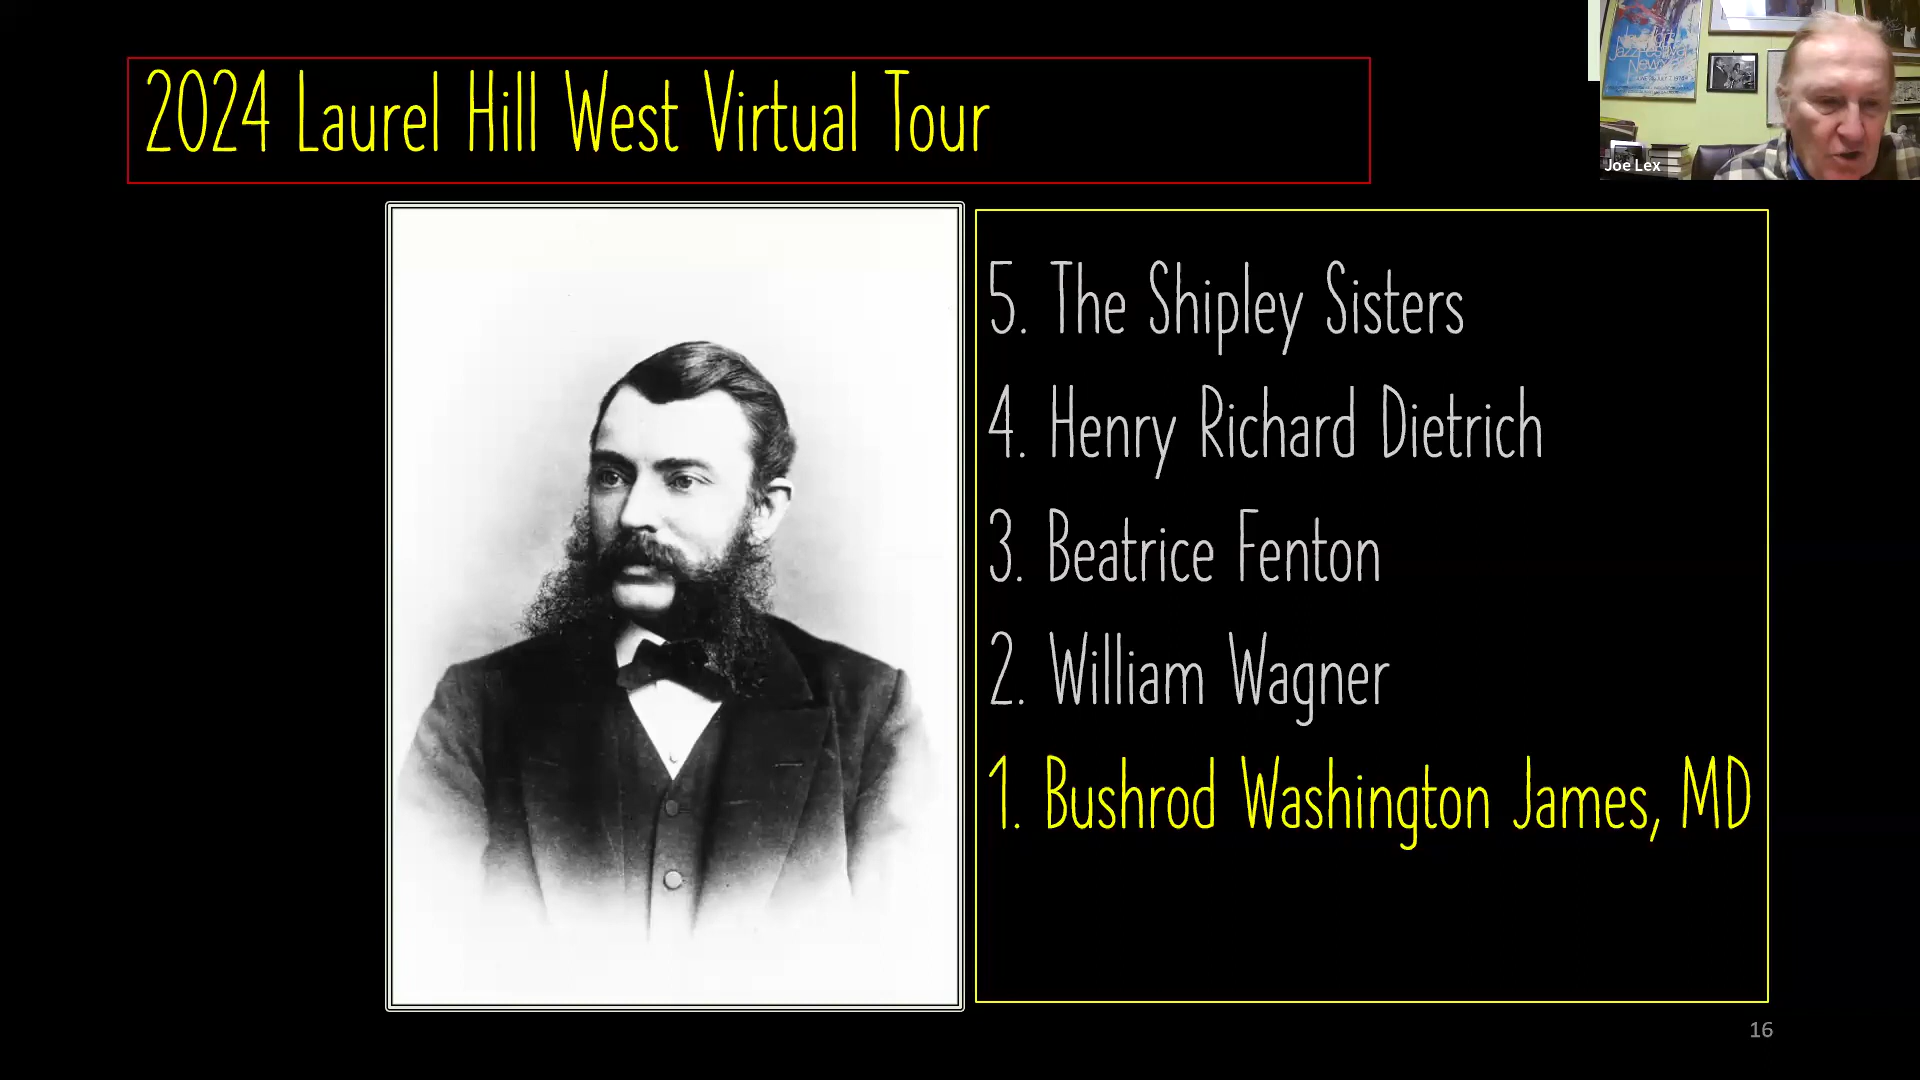 2024 Laurel Hill West Virtual Tour
Joe Lex
5. The Shipley Sisters
4. Henry Richard Dietrich
3. Beatrice Fenton
2. William Wagner
1. Bushrod Washington James, MD
16